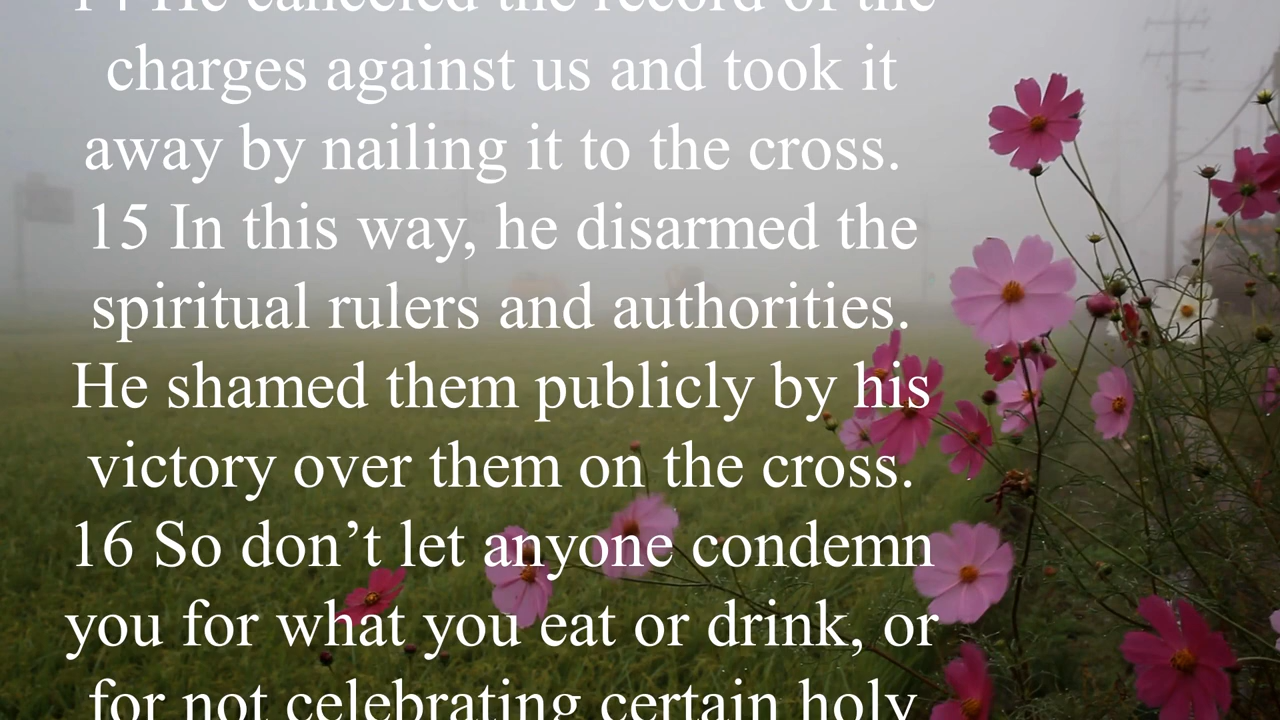 14 He canceled the record of the
charges against us and took it
away by nailing it to the cross.
15 In this way, he disarmed the
spiritual rulers and authorities.
He shamed them publicly by his
victory over them on the cross.
16 So don’t let anyone condemn
you for what you eat or drink, or
for not celebrating certain holy